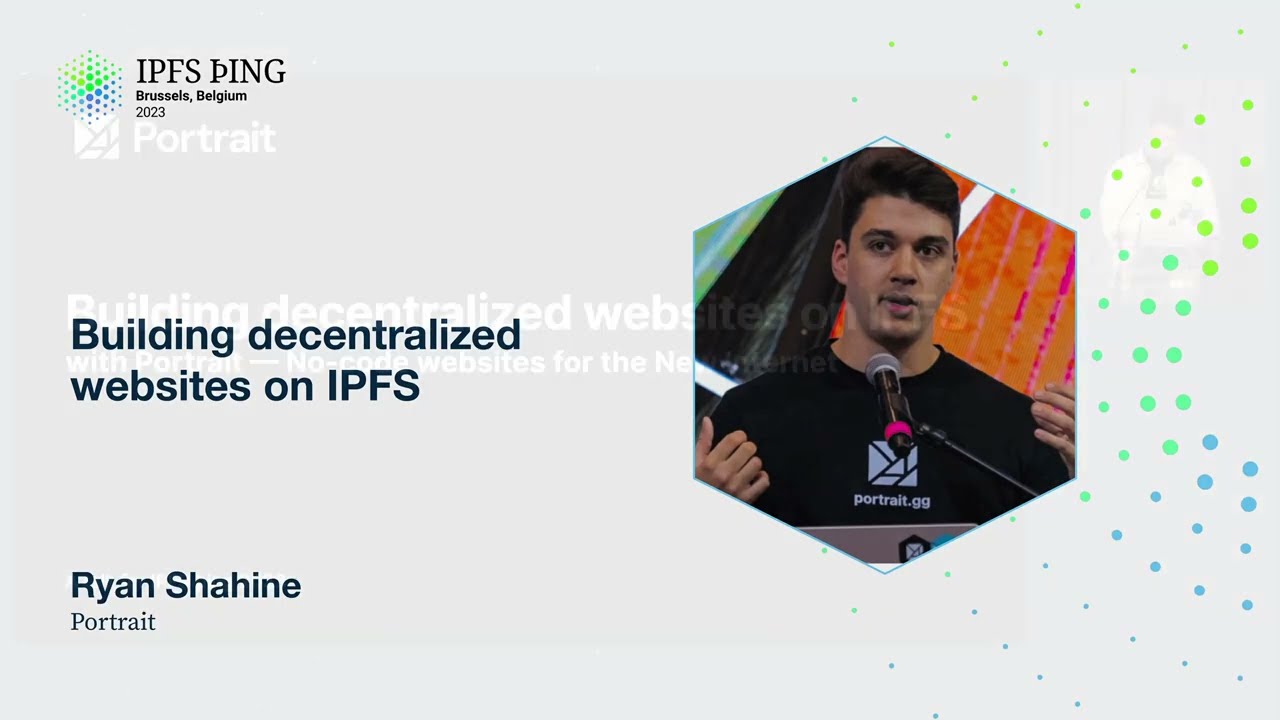 IPFS ÞING
Brussels, Belgium
2023
Portrait
Building decentralized websites on IPFS
with Portrait — No-code websites for the New Internet
Building decentralized
websites on IPFS
portrait.gg
Ryan Shahine
Portrait